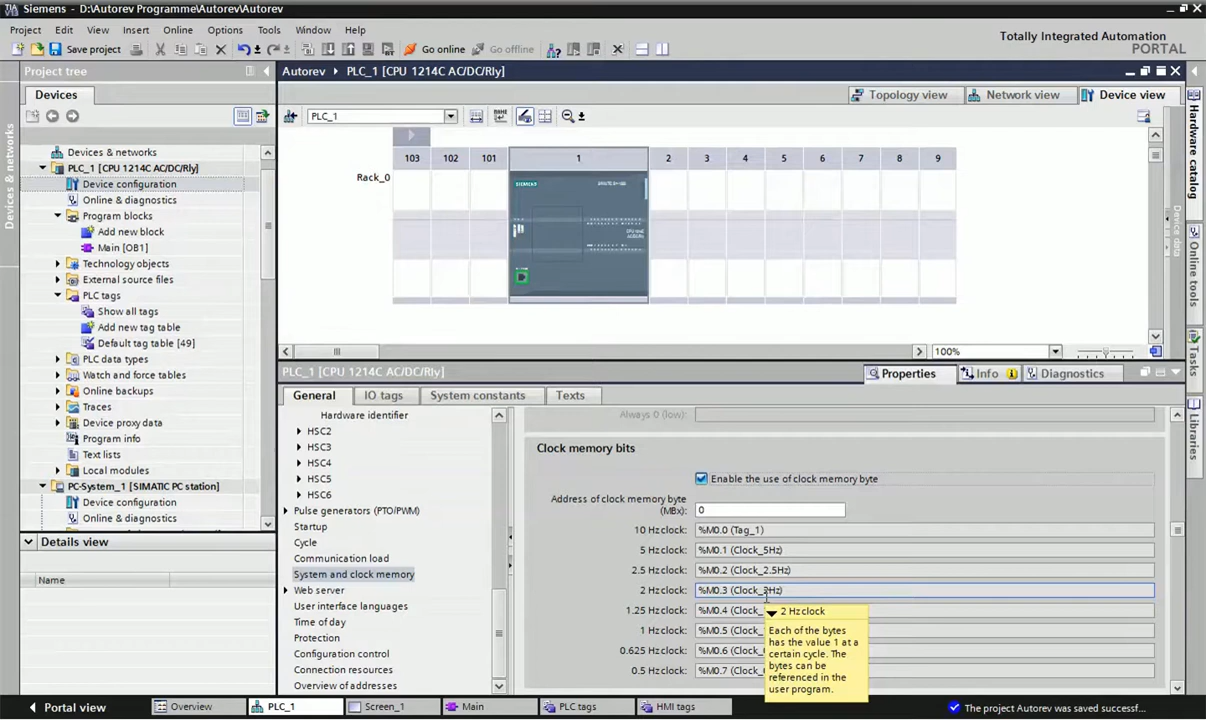 Siemens - D:\Autorev Programme\Autorev\Autorev
Project Edit View Insert Online Options Tools Window Help
Totally Integrated Automation
PORTAL
Save project
Go online
Go offline
Project tree
Autorev
PLC_1 [CPU 1214C AC/DC/Rly]
Devices
Topology view
Network view
Device view
PLC_1
Devices & networks
PLC_1 [CPU 1214C AC/DC/Rly]
Device configuration
Online & diagnostics
Program blocks
Add new block
Main [OB1]
Technology objects
External source files
PLC tags
Show all tags
Add new tag table
Default tag table [49]
PLC data types
Watch and force tables
Online backups
Traces
Device proxy data
Program info
Text lists
Local modules
PC-System_1 [SIMATIC PC station]
Device configuration
Online & diagnostics
Details view
Name
103 102 101 1 2 3 4 5 6 7 8 9
Rack_0
SIEMENS
100%
PLC_1 [CPU 1214C AC/DC/Rly]
Properties
Info
Diagnostics
General
IO tags
System constants
Texts
Hardware identifier
HSC2
HSC3
HSC4
HSC5
HSC6
Pulse generators (PTO/PWM)
Startup
Cycle
Communication load
System and clock memory
Web server
User interface languages
Time of day
Protection
Configuration control
Connection resources
Overview of addresses
Always 0 (low):
Clock memory bits
Enable the use of clock memory byte
Address of clock memory byte
(MBx): 0
10 Hz clock: %M0.0 (Tag_1)
5 Hz clock: %M0.1 (Clock_5Hz)
2.5 Hz clock: %M0.2 (Clock_2.5Hz)
2 Hz clock: %M0.3 (Clock_2Hz)
1.25 Hz clock: %M0.4 (Clock_
1 Hz clock: %M0.5 (Clock_
0.625 Hz clock: %M0.6 (Clock_
0.5 Hz clock: %M0.7 (Clock_
2 Hz clock
Each of the bytes
has the value 1 at a
certain cycle. The
bytes can be
referenced in the
user program.
Devices & networks
Device data
Hardware catalog
Online tools
Tasks
Libraries
Portal view
Overview
PLC_1
Screen_1
Main
PLC tags
HMI tags
The project Autorev was saved successf...